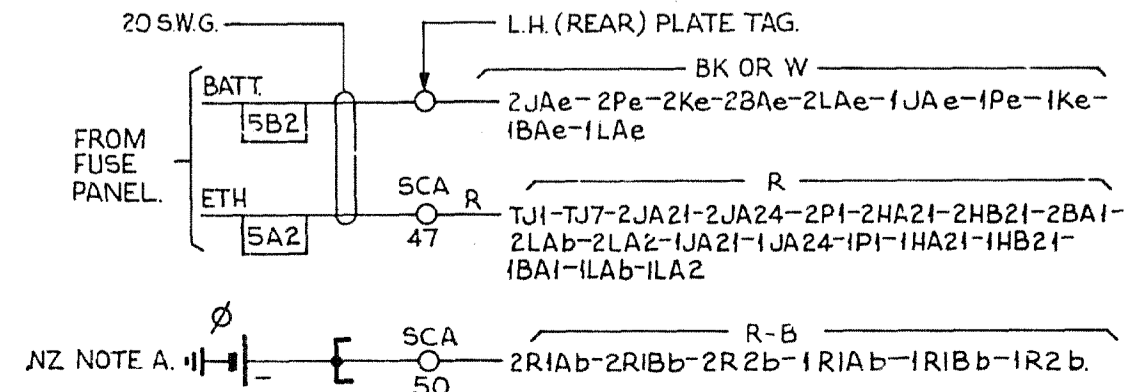 20 S.W.G.
L.H. (REAR) PLATE TAG.
BK OR W
BATT.
5B2
2JAe-2Pe-2Ke-2BAe-2LAe-1JAe-1Pe-1Ke-
1BAe-1LAe
FROM
FUSE
PANEL.
ETH
5A2
SCA
47
R
R
TJ1-TJ7-2JA21-2JA24-2P1-2HA21-2HB21-2BA1-
2LAb-2LA2-1JA21-1JA24-1P1-1HA21-1HB21-
1BA1-1LAb-1LA2
Ø
NZ NOTE A.
-
SCA
50
R-B
2R1Ab-2R1Bb-2R2b-1R1Ab-1R1Bb-1R2b.